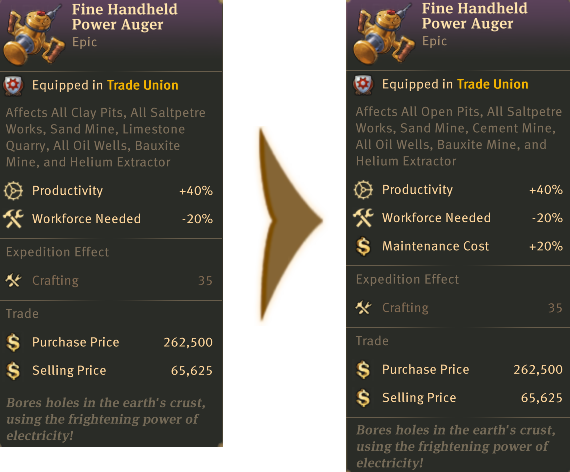 Fine Handheld
Power Auger
Epic
Equipped in Trade Union
Affects All Clay Pits, All Saltpetre
Works, Sand Mine, Limestone
Quarry, All Oil Wells, Bauxite
Mine, and Helium Extractor
Productivity +40%
Workforce Needed -20%
Expedition Effect
Crafting 35
Trade
Purchase Price 262,500
Selling Price 65,625
Bores holes in the earth's crust,
using the frightening power of
electricity!
Fine Handheld
Power Auger
Epic
Equipped in Trade Union
Affects All Open Pits, All Saltpetre
Works, Sand Mine, Cement Mine,
All Oil Wells, Bauxite Mine, and
Helium Extractor
Productivity +40%
Workforce Needed -20%
Maintenance Cost +20%
Expedition Effect
Crafting 35
Trade
Purchase Price 262,500
Selling Price 65,625
Bores holes in the earth's crust,
using the frightening power of
electricity!